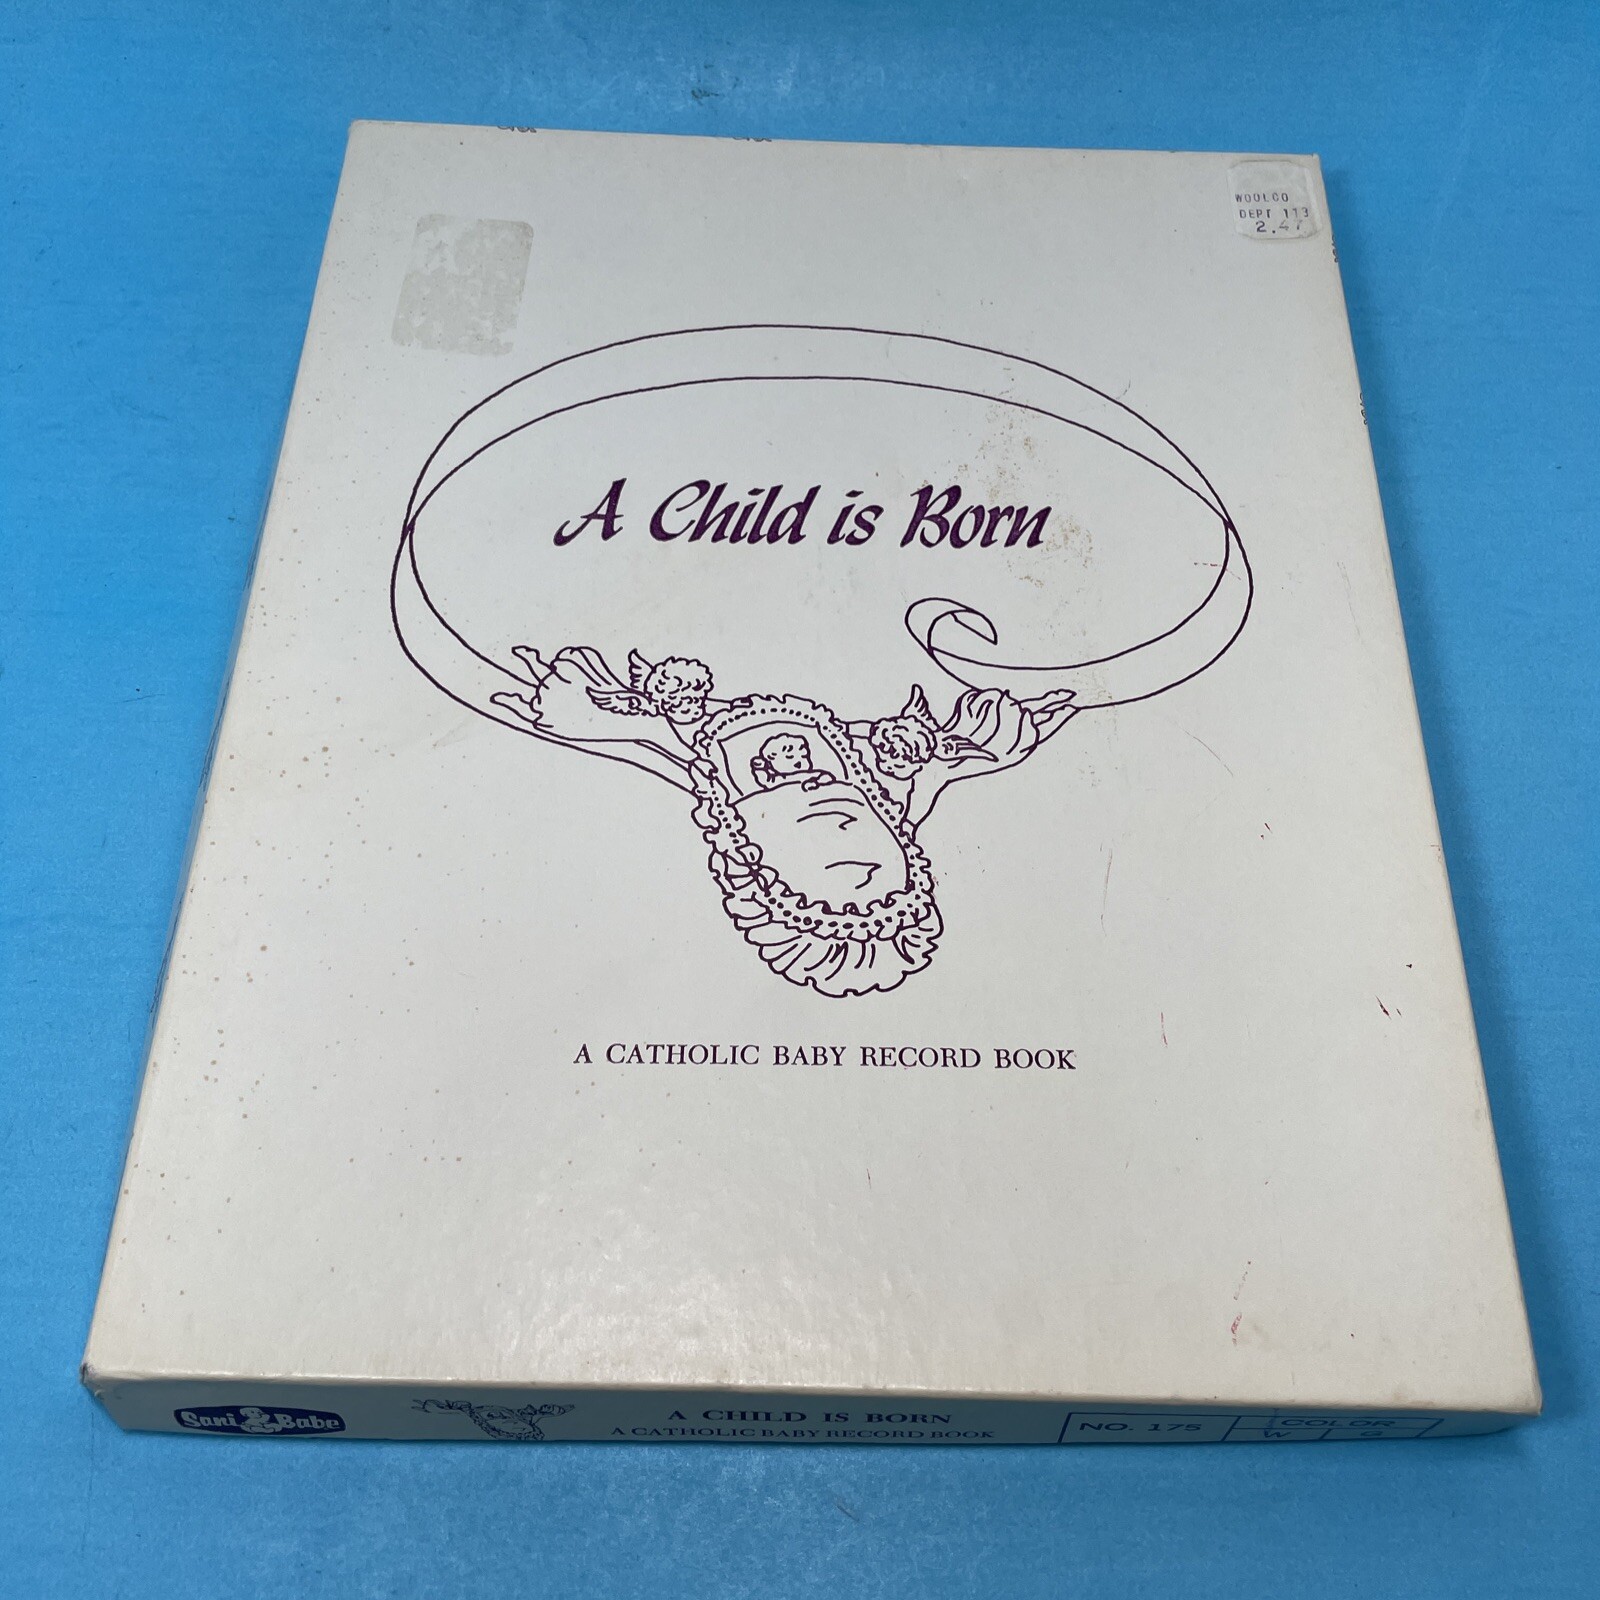 WOOLCO
DEPT 113
2.47
A Child is Born
A CATHOLIC BABY RECORD BOOK
Sani Babe
A CHILD IS BORN
A CATHOLIC BABY RECORD BOOK
NO. 175
COLOR
W G